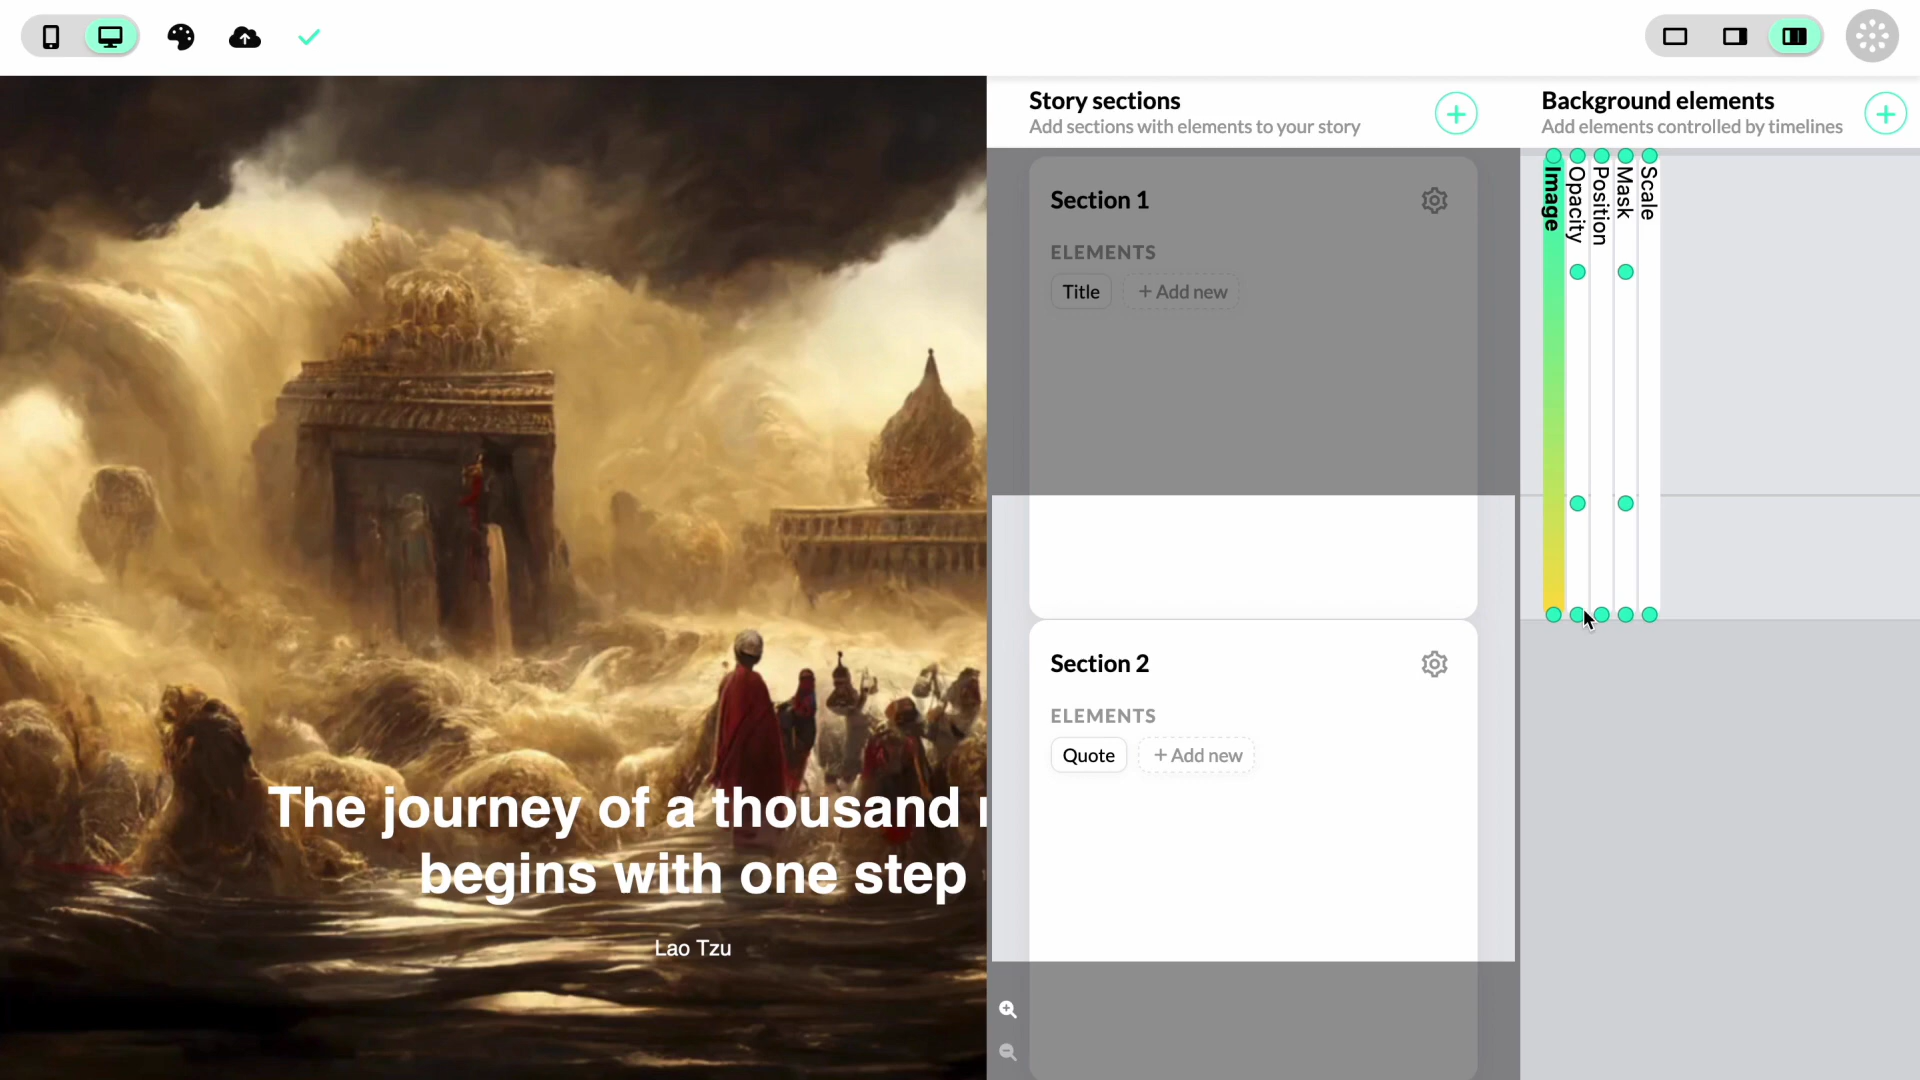 Story sections
Add sections with elements to your story
Background elements
Add elements controlled by timelines
Section 1
ELEMENTS
Title
+ Add new
Section 2
ELEMENTS
Quote
+ Add new
Image
Opacity
Position
Mask
Scale
The journey of a thousand
begins with one step
Lao Tzu